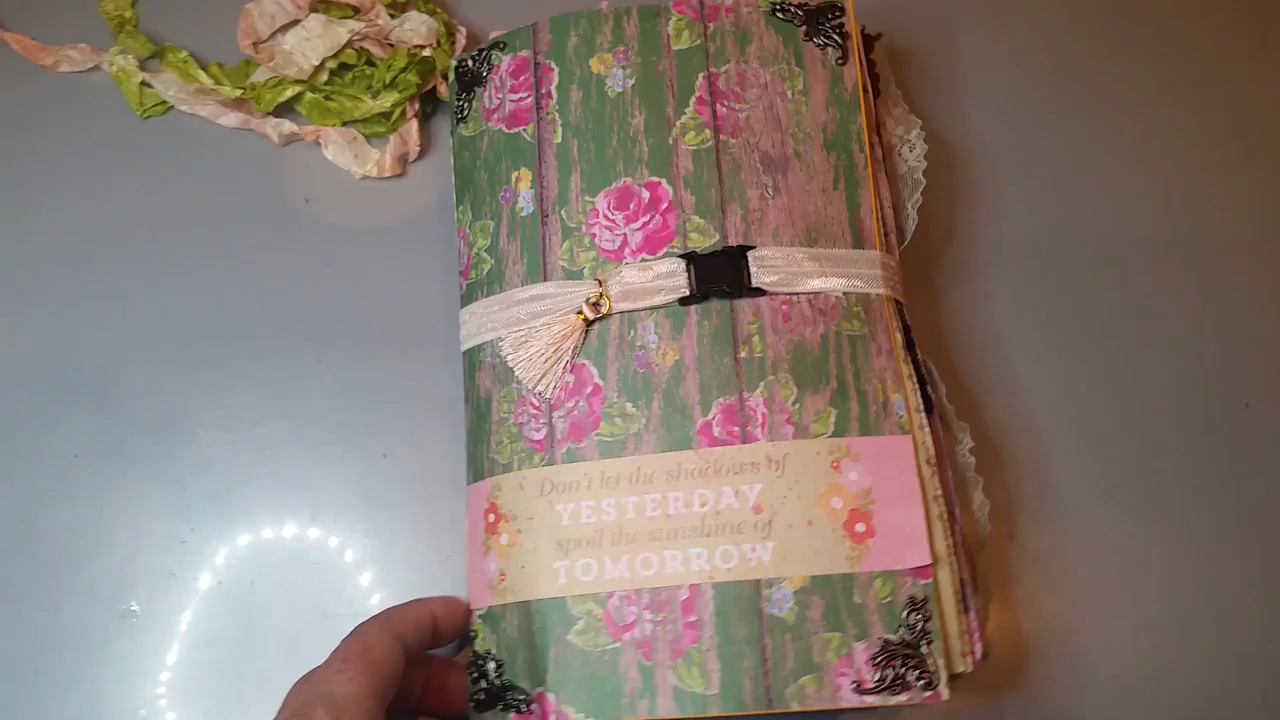 Don't let the shadows of
YESTERDAY
spoil the sunshine of
TOMORROW